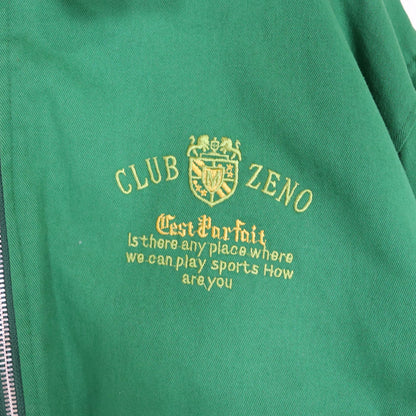 CLUB ZENO
Cest Parfait
Is there any place where
we can play sports How
are you